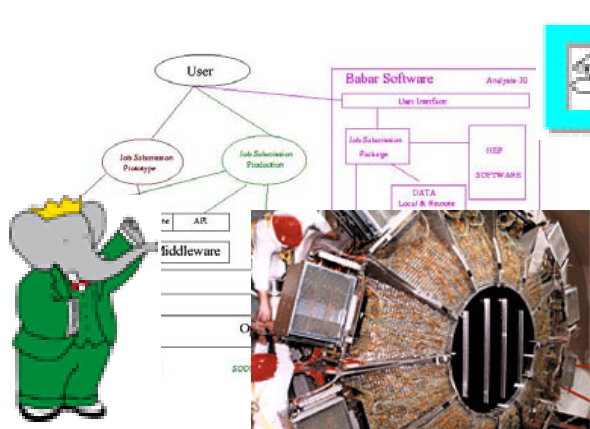 User
Babar Software
Analysis-30
User Interface
Job Submission
Prototype
Job Submission
Production
Job Submission
Package
HEP
SOFTWARE
DATA
Local & Remote
API
Middleware